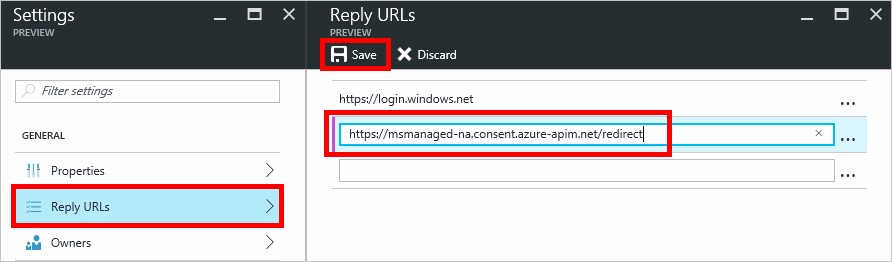 Settings
PREVIEW
Filter settings
GENERAL
Properties
Reply URLs
Owners
Reply URLs
PREVIEW
Save Discard
https://login.windows.net
https://msmanaged-na.consent.azure-apim.net/redirect